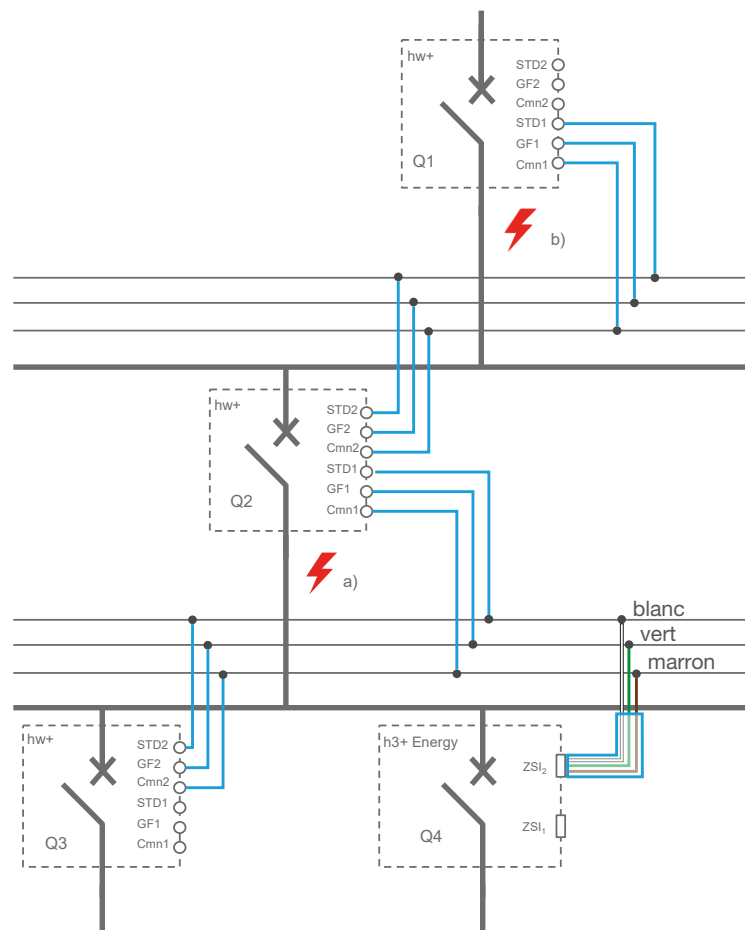 hw+
STD2
GF2
Cmn2
STD1
GF1
Cmn1
Q1
b)
hw+
STD2
GF2
Cmn2
STD1
GF1
Cmn1
Q2
a)
blanc
vert
marron
hw+
STD2
GF2
Cmn2
STD1
GF1
Cmn1
Q3
h3+ Energy
ZSI2
ZSI1
Q4